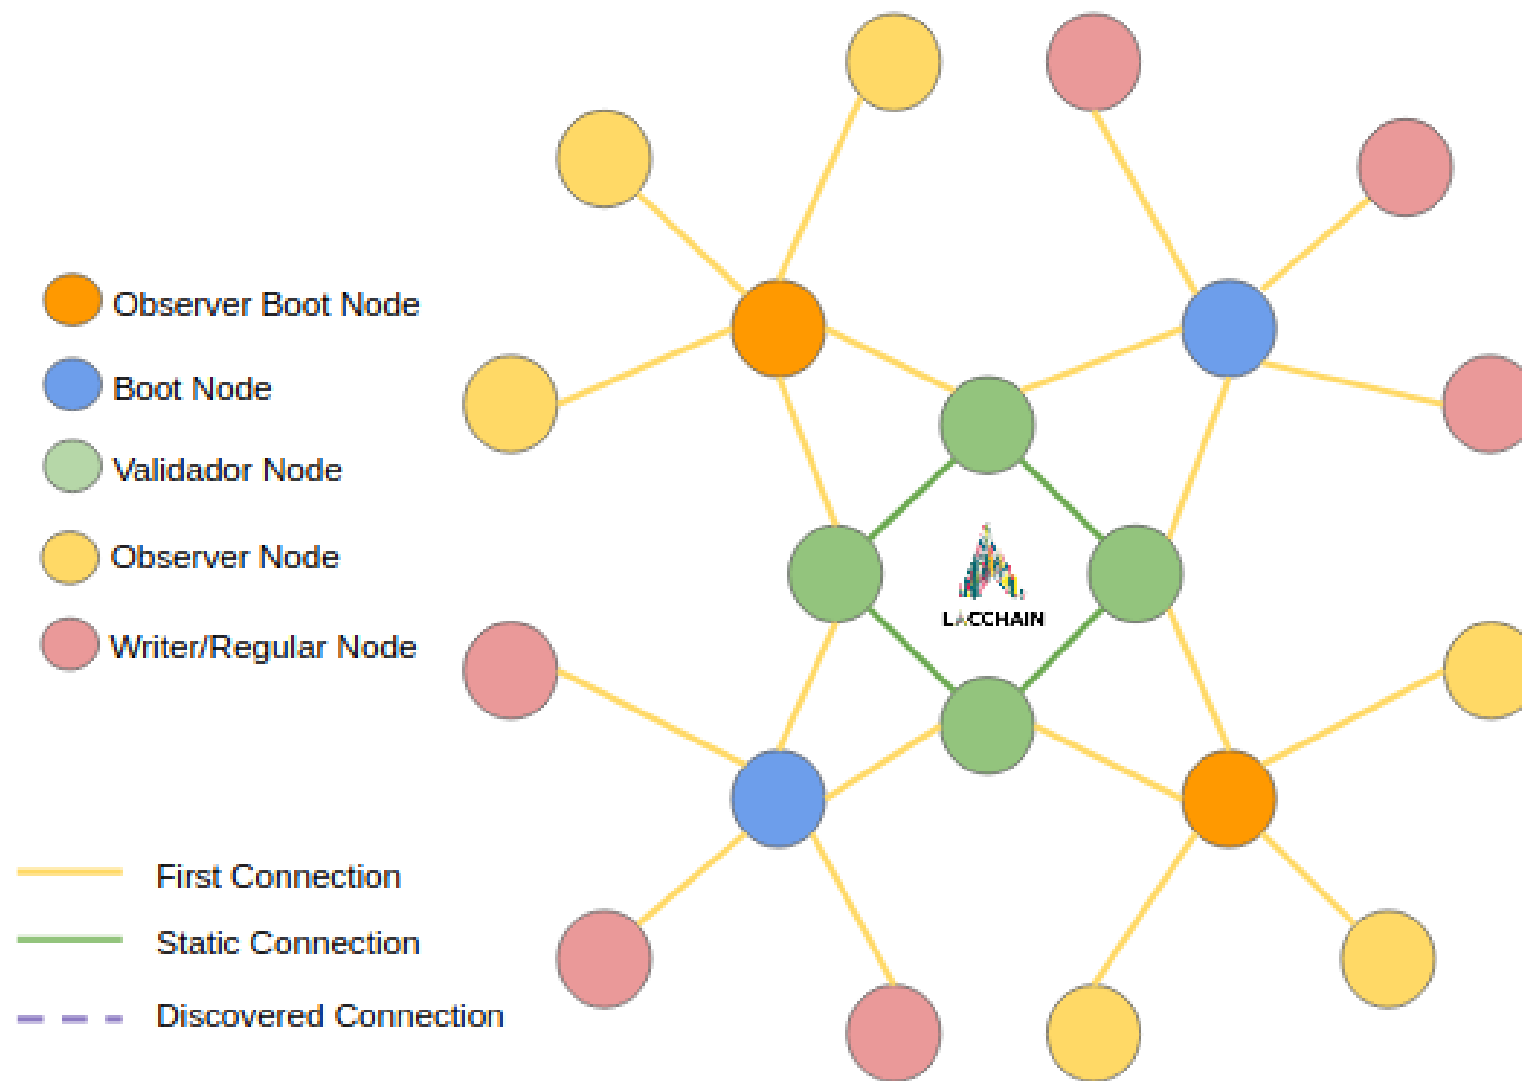 Observer Boot Node
Boot Node
Validador Node
Observer Node
Writer/Regular Node
LACCHAIN
First Connection
Static Connection
Discovered Connection